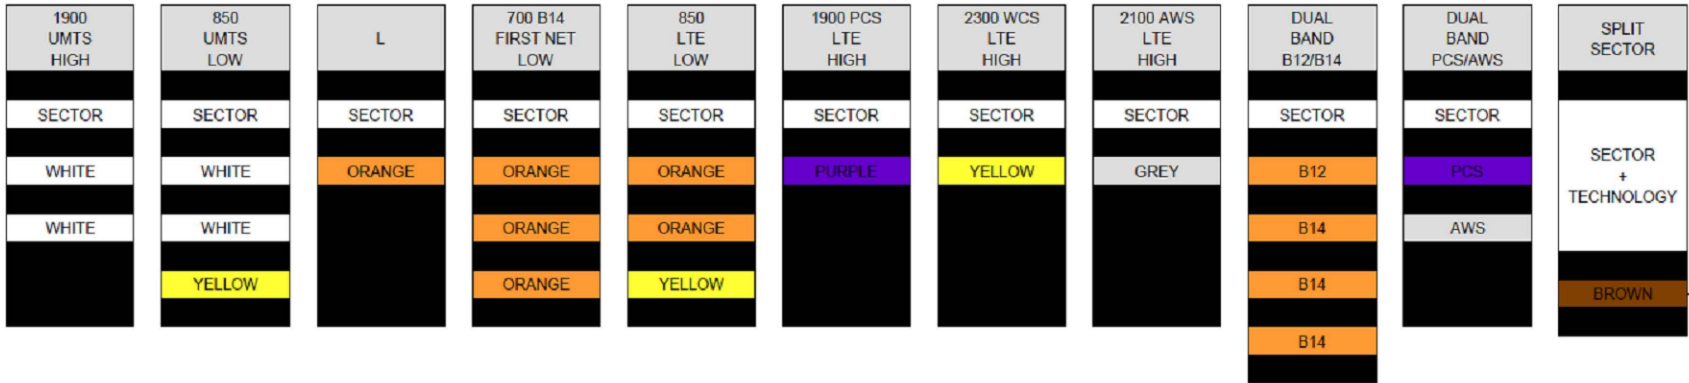 1900
UMTS
HIGH
SECTOR
WHITE
WHITE
850
UMTS
LOW
SECTOR
WHITE
WHITE
YELLOW
L
SECTOR
ORANGE
700 B14
FIRST NET
LOW
SECTOR
ORANGE
ORANGE
ORANGE
850
LTE
LOW
SECTOR
ORANGE
ORANGE
YELLOW
1900 PCS
LTE
HIGH
SECTOR
PURPLE
2300 WCS
LTE
HIGH
SECTOR
YELLOW
2100 AWS
LTE
HIGH
SECTOR
GREY
DUAL
BAND
B12/B14
SECTOR
B12
B14
B14
B14
DUAL
BAND
PCS/AWS
SECTOR
PCS
AWS
SPLIT
SECTOR
SECTOR
+
TECHNOLOGY
BROWN